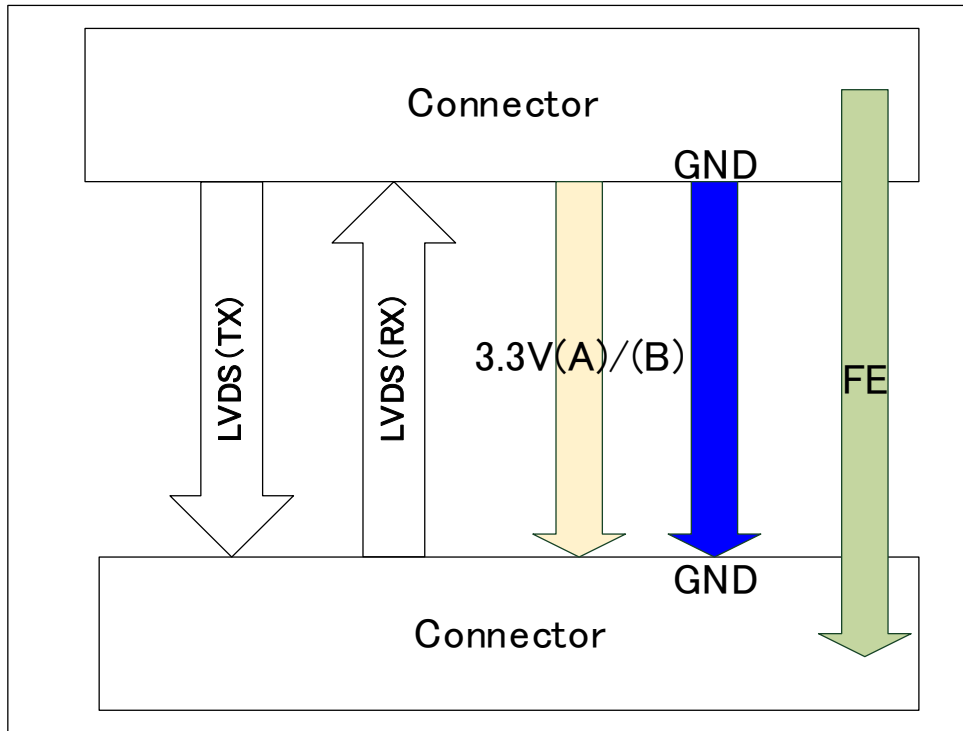 Connector
GND
LVDS(TX)
LVDS(RX)
3.3V(A)/(B)
FE
GND
Connector